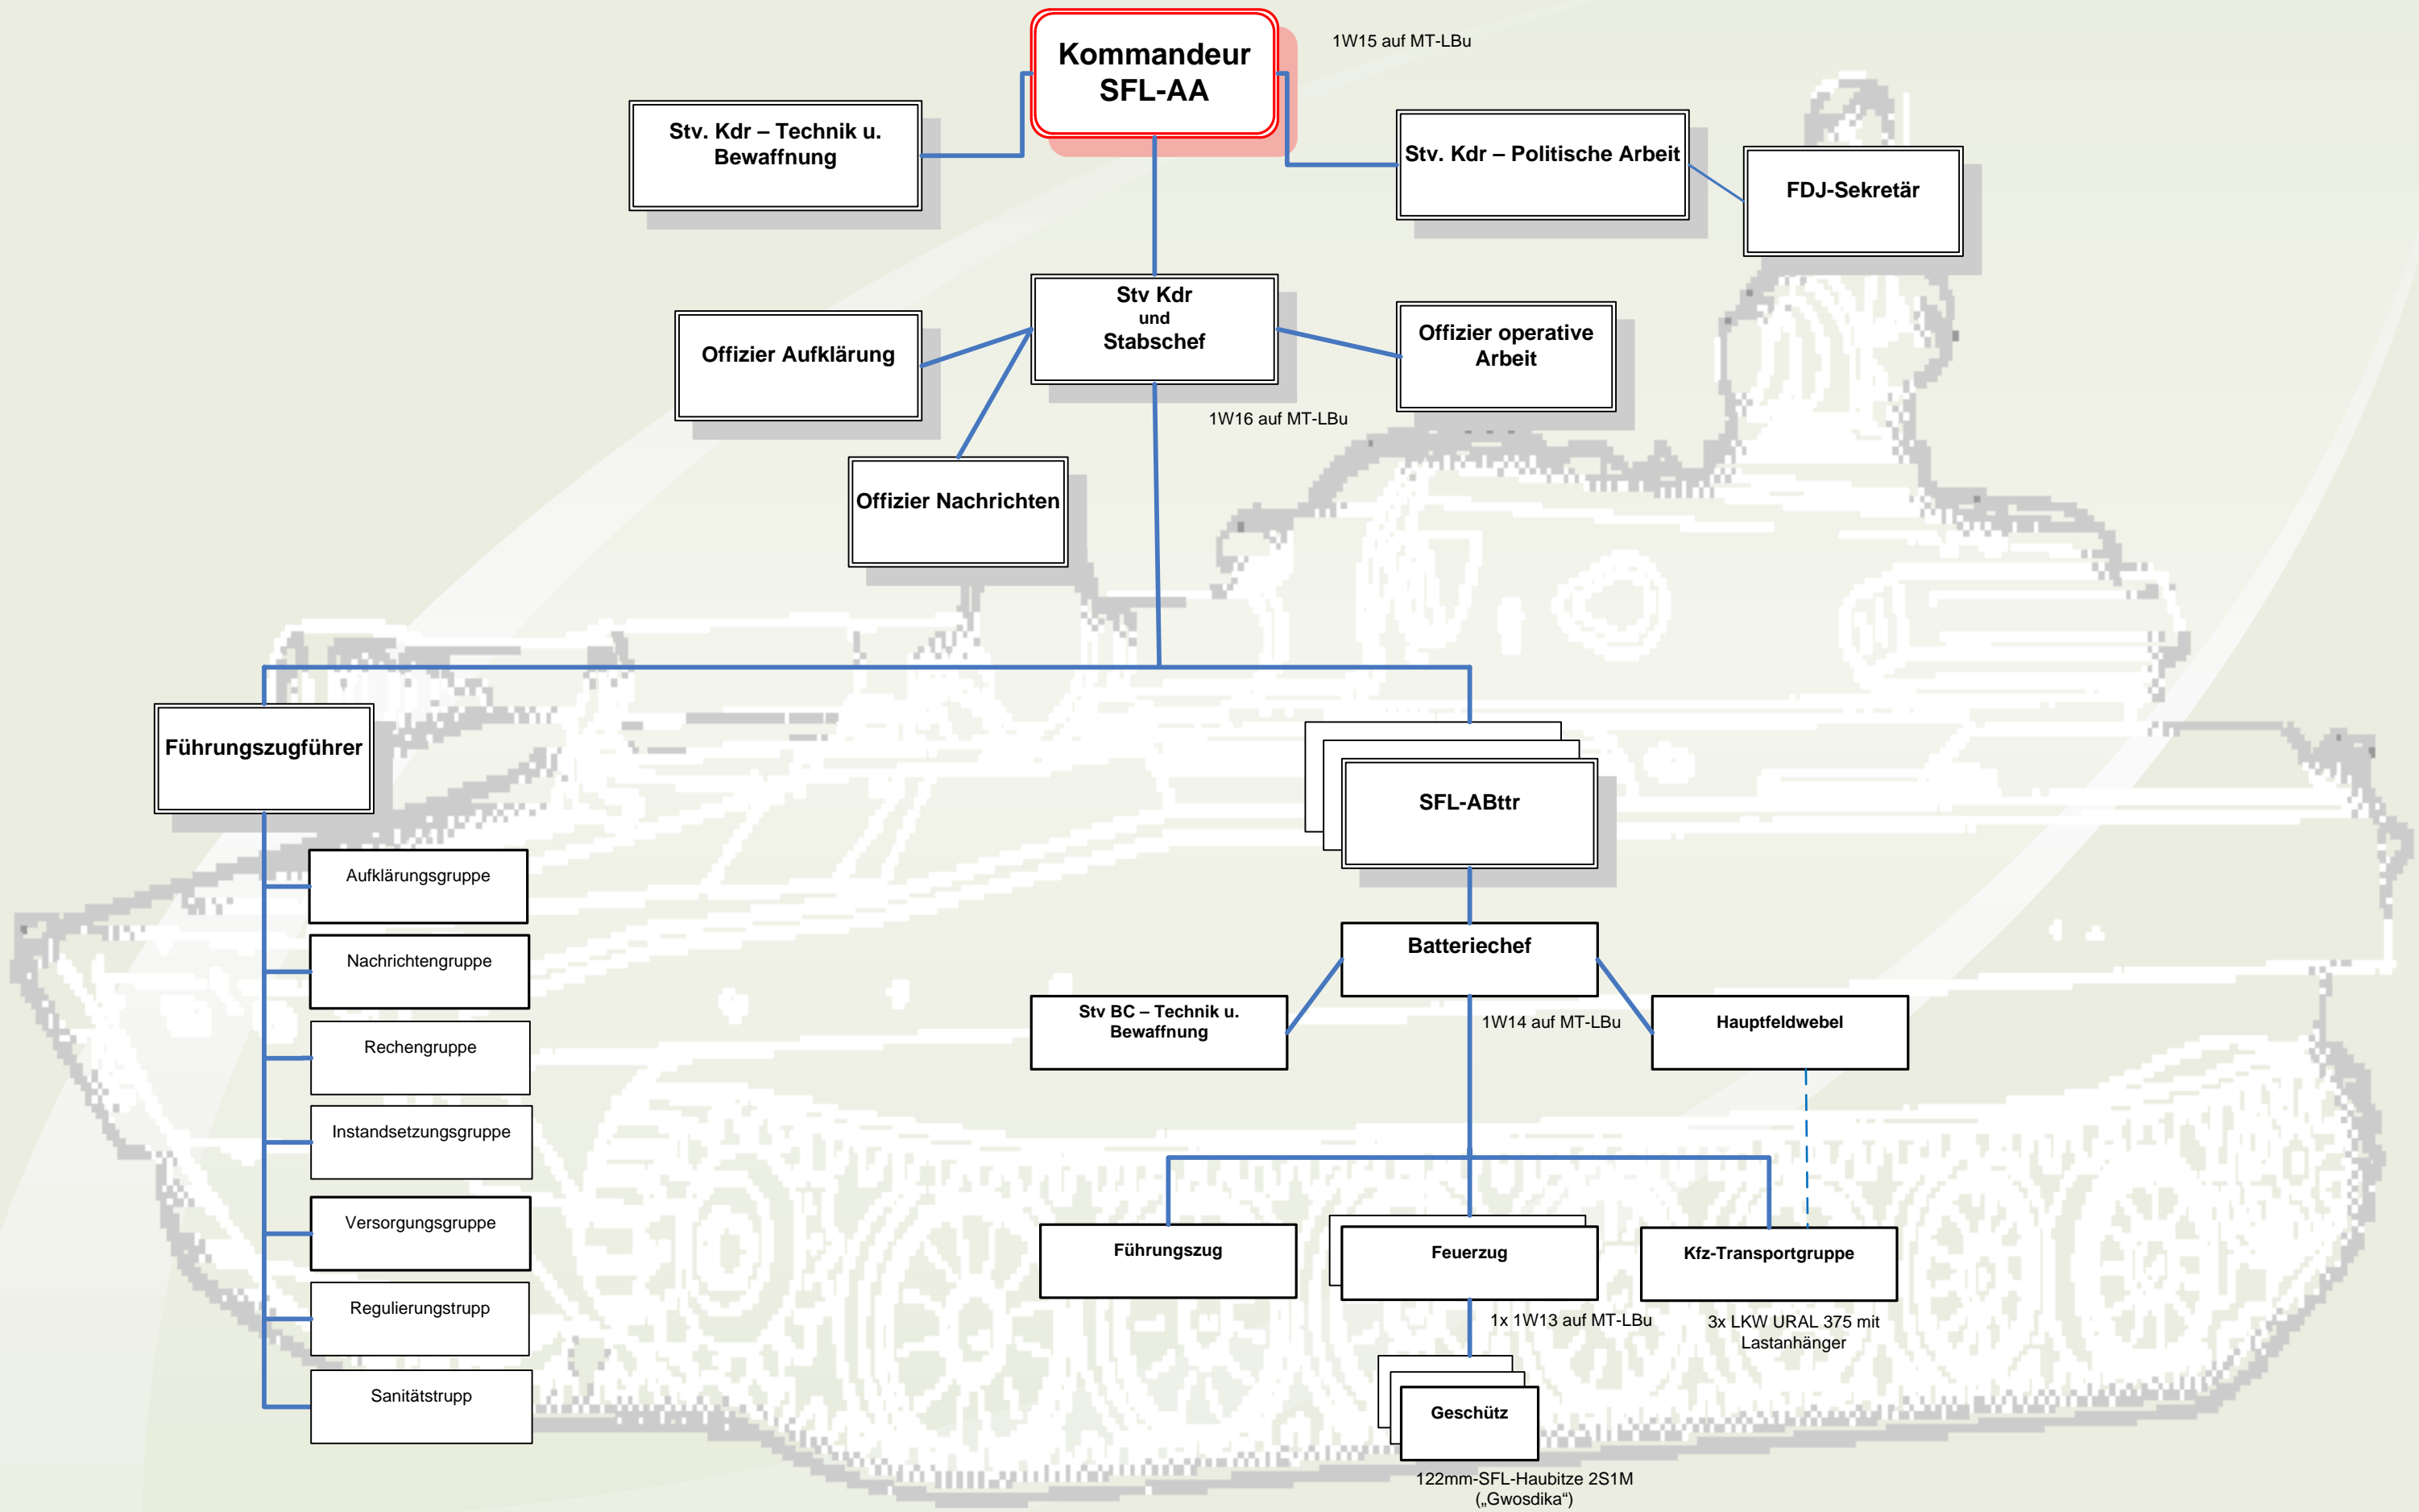 Kommandeur
SFL-AA
1W15 auf MT-LBu
Stv. Kdr – Technik u.
Bewaffnung
Stv. Kdr – Politische Arbeit
FDJ-Sekretär
Stv Kdr
und
Stabschef
Offizier Aufklärung
Offizier operative
Arbeit
1W16 auf MT-LBu
Offizier Nachrichten
Führungszugführer
SFL-ABttr
Aufklärungsgruppe
Nachrichtengruppe
Rechengruppe
Instandsetzungsgruppe
Versorgungsgruppe
Regulierungstrupp
Sanitätstrupp
Batteriechef
Stv BC – Technik u.
Bewaffnung
1W14 auf MT-LBu
Hauptfeldwebel
Führungszug
Feuerzug
Kfz-Transportgruppe
1x 1W13 auf MT-LBu
3x LKW URAL 375 mit
Lastanhänger
Geschütz
122mm-SFL-Haubitze 2S1M
(„Gwosdika“)